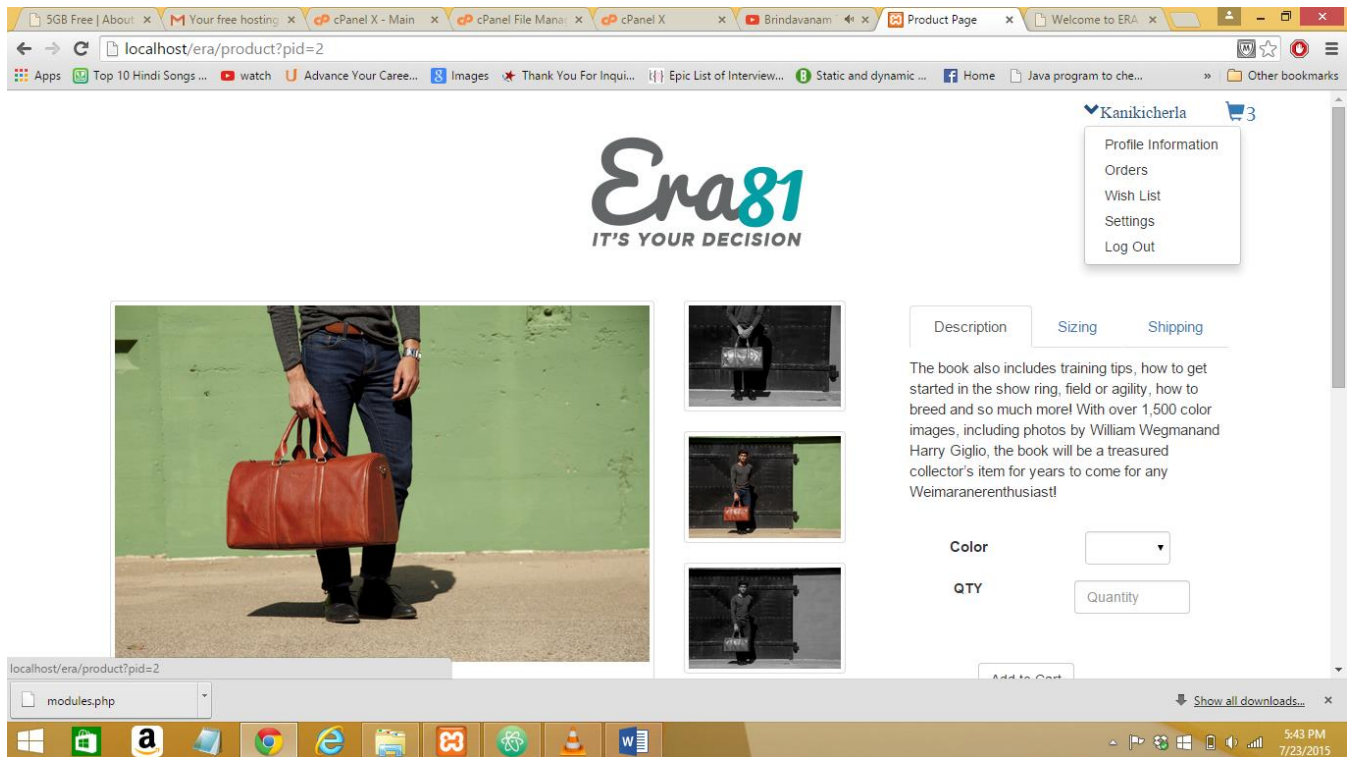 5GB Free | About
Your free hosting
cPanel X - Main
cPanel File Mana
cPanel X
Brindavanam
Product Page
Welcome to ERA
localhost/era/product?pid=2
Apps
Top 10 Hindi Songs ...
watch
Advance Your Caree...
Images
Thank You For Inqui...
Epic List of Interview...
Static and dynamic ...
Home
Java program to che...
»
Other bookmarks
Kanikicherla
3
Profile Information
Orders
Wish List
Settings
Log Out
Era81
IT'S YOUR DECISION
Description
Sizing
Shipping
The book also includes training tips, how to get
started in the show ring, field or agility, how to
breed and so much more! With over 1,500 color
images, including photos by William Wegmanand
Harry Giglio, the book will be a treasured
collector's item for years to come for any
Weimaranerenthusiast!
Color
QTY
Quantity
Add to Cart
localhost/era/product?pid=2
modules.php
Show all downloads...
5:43 PM
7/23/2015